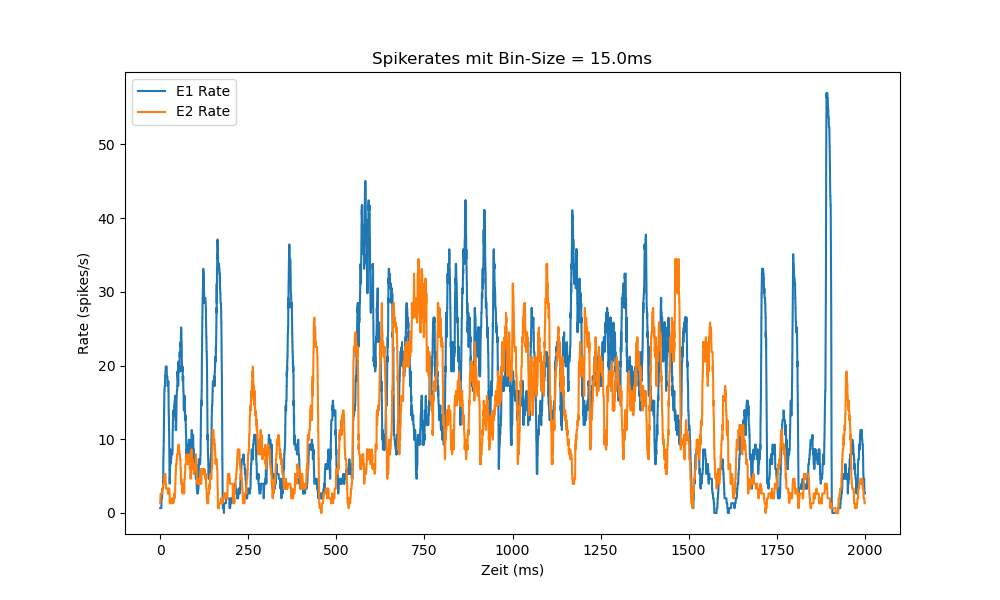 Spikerates mit Bin-Size = 15.0ms
E1 Rate
E2 Rate
Rate (spikes/s)
50
40
30
20
10
0
0 250 500 750 1000 1250 1500 1750 2000
Zeit (ms)